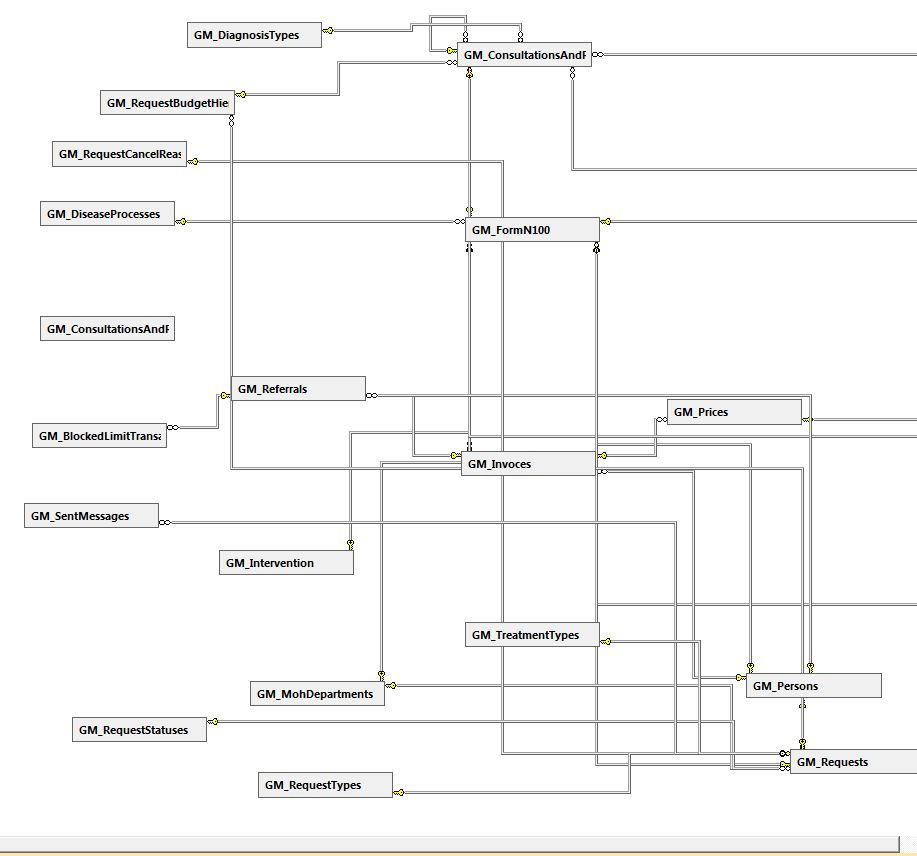 GM_DiagnosisTypes
GM_ConsultationsAndF
GM_RequestBudgetHie
GM_RequestCancelReas
GM_DiseaseProcesses
GM_FormN100
GM_ConsultationsAndF
GM_Referrals
GM_Prices
GM_BlockedLimitTransa
GM_Invoces
GM_SentMessages
GM_Intervention
GM_TreatmentTypes
GM_Persons
GM_MohDepartments
GM_RequestStatuses
GM_Requests
GM_RequestTypes